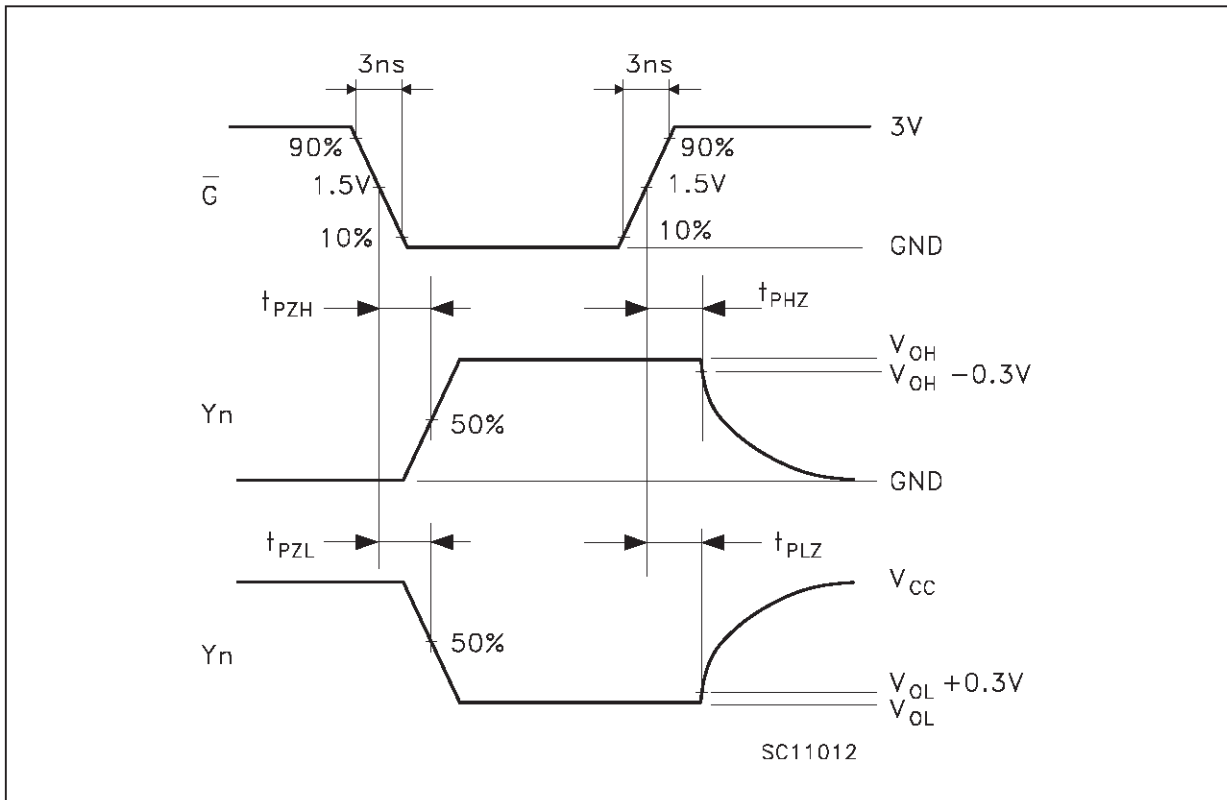 3ns 3ns
3V
90% 90%
G̅ 1.5V 1.5V
10% 10%
GND
tPZH tPHZ
VOH
VOH −0.3V
Yn 50%
GND
tPZL tPLZ
VCC
50%
Yn
VOL +0.3V
VOL
SC11012